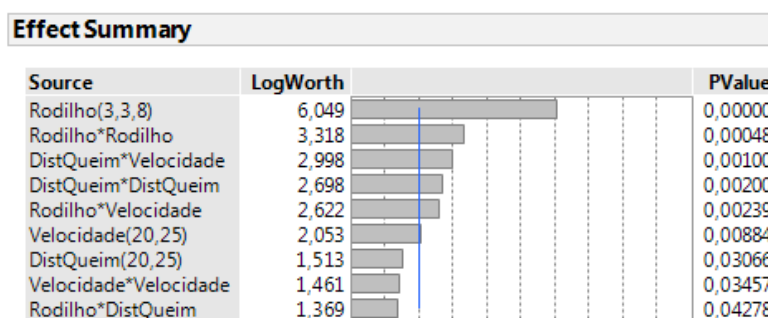 Effect Summary
Source LogWorth PValue
Rodilho(3,3,8) 6,049 0,00000
Rodilho*Rodilho 3,318 0,00048
DistQueim*Velocidade 2,998 0,00100
DistQueim*DistQueim 2,698 0,00200
Rodilho*Velocidade 2,622 0,00239
Velocidade(20,25) 2,053 0,00884
DistQueim(20,25) 1,513 0,03066
Velocidade*Velocidade 1,461 0,03457
Rodilho*DistQueim 1,369 0,04278